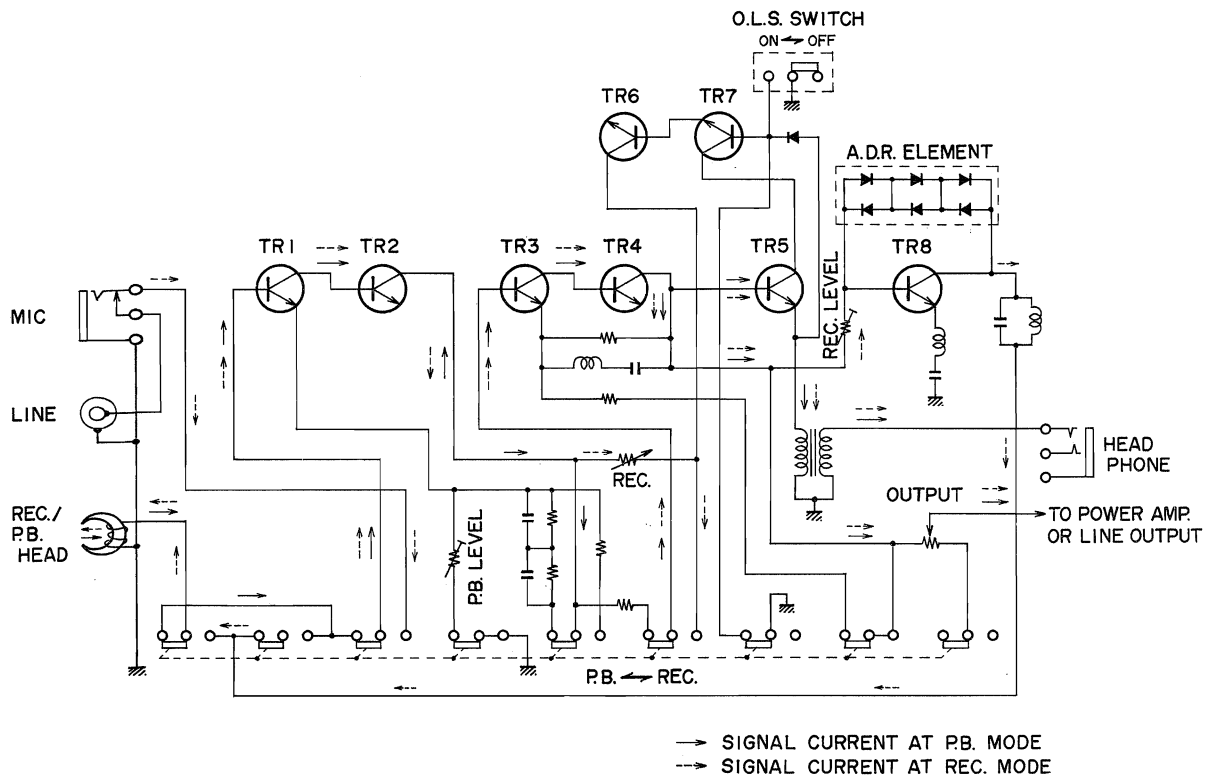 O.L.S. SWITCH
ON OFF
TR6
TR7
A.D.R. ELEMENT
TR1
TR2
TR3
TR4
TR5
TR8
REC. LEVEL
MIC
LINE
REC./
P.B.
HEAD
REC.
P.B. LEVEL
HEAD
PHONE
OUTPUT
TO POWER AMP.
OR LINE OUTPUT
P.B. REC.
SIGNAL CURRENT AT P.B. MODE
SIGNAL CURRENT AT REC. MODE